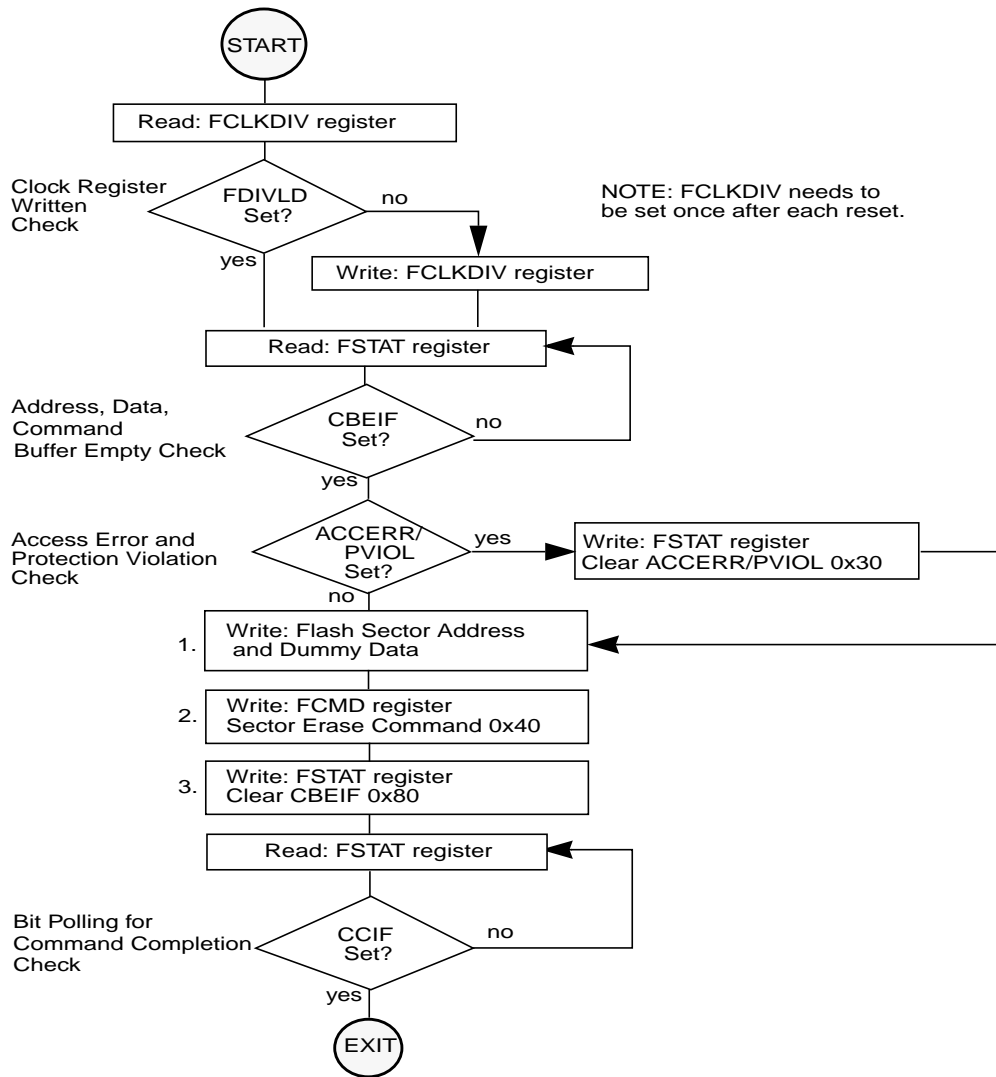 START
Read: FCLKDIV register
Clock Register
Written
Check
FDIVLD
Set?
no
yes
NOTE: FCLKDIV needs to
be set once after each reset.
Write: FCLKDIV register
Read: FSTAT register
Address, Data,
Command
Buffer Empty Check
CBEIF
Set?
no
yes
Access Error and
Protection Violation
Check
ACCERR/
PVIOL
Set?
yes
no
Write: FSTAT register
Clear ACCERR/PVIOL 0x30
1.
Write: Flash Sector Address
and Dummy Data
2.
Write: FCMD register
Sector Erase Command 0x40
3.
Write: FSTAT register
Clear CBEIF 0x80
Read: FSTAT register
Bit Polling for
Command Completion
Check
CCIF
Set?
no
yes
EXIT